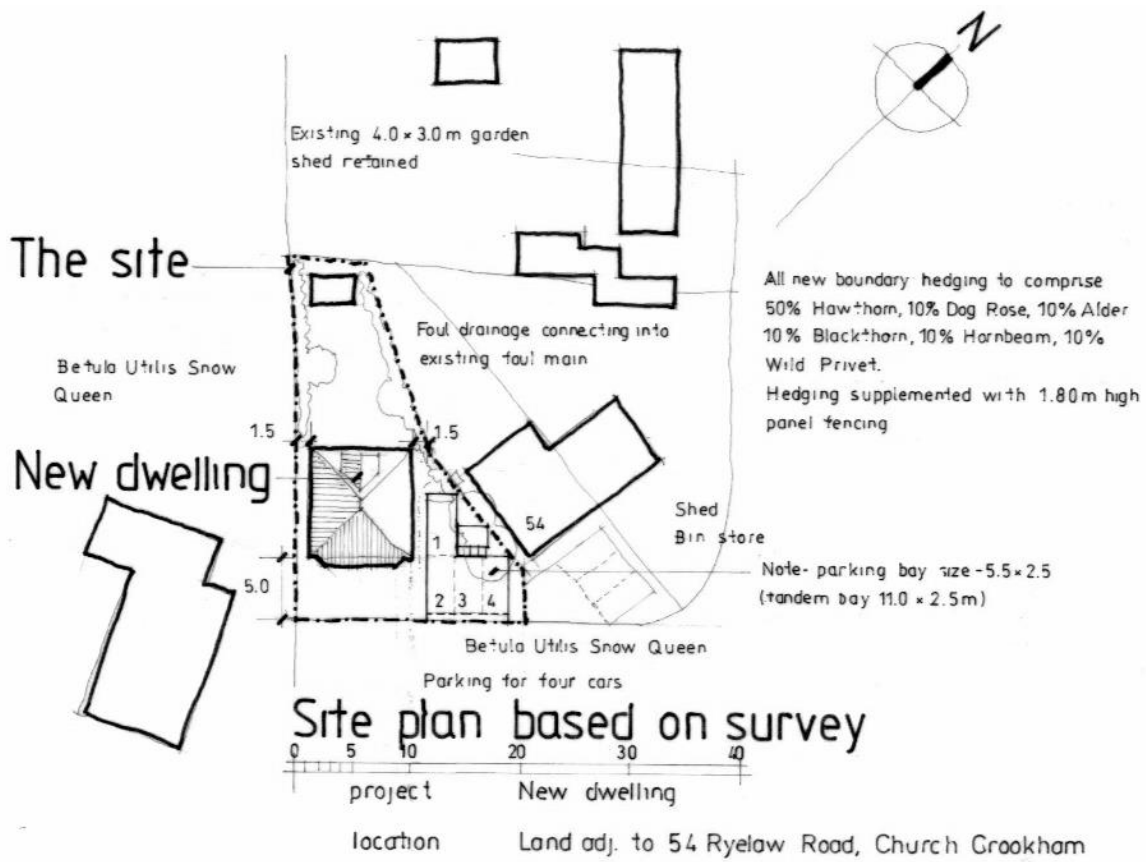 N
Existing 4.0 × 3.0 m garden
shed retained
The site
All new boundary hedging to comprise
50% Hawthorn, 10% Dog Rose, 10% Alder
10% Blackthorn, 10% Hornbeam, 10%
Wild Privet.
Hedging supplemented with 1.80m high
panel fencing
Foul drainage connecting into
existing foul main
Betula Utilis Snow
Queen
1.5
1.5
New dwelling
54
Shed
Bin store
1
5.0
2 3 4
Note- parking bay size -5.5×2.5
(tandem bay 11.0 × 2.5m)
Betula Utilis Snow Queen
Parking for four cars
Site plan based on survey
0 5 10 20 30 40
project New dwelling
location Land adj. to 54 Ryelaw Road, Church Crookham